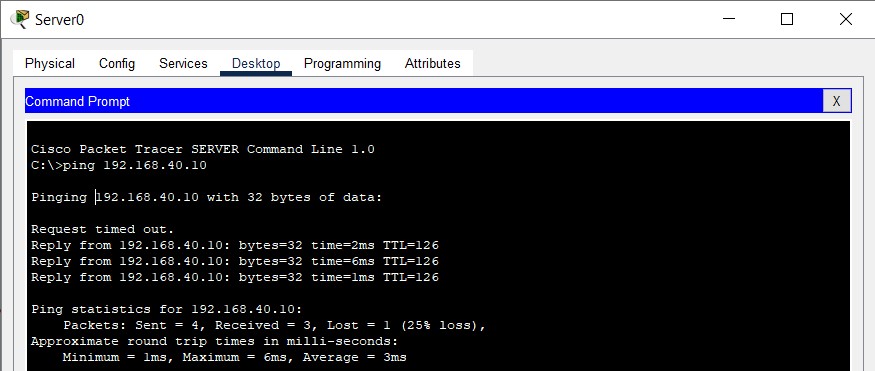 Server0
Physical Config Services Desktop Programming Attributes
Command Prompt X
Cisco Packet Tracer SERVER Command Line 1.0
C:\>ping 192.168.40.10
Pinging 192.168.40.10 with 32 bytes of data:
Request timed out.
Reply from 192.168.40.10: bytes=32 time=2ms TTL=126
Reply from 192.168.40.10: bytes=32 time=6ms TTL=126
Reply from 192.168.40.10: bytes=32 time=1ms TTL=126
Ping statistics for 192.168.40.10:
    Packets: Sent = 4, Received = 3, Lost = 1 (25% loss),
Approximate round trip times in milli-seconds:
    Minimum = 1ms, Maximum = 6ms, Average = 3ms